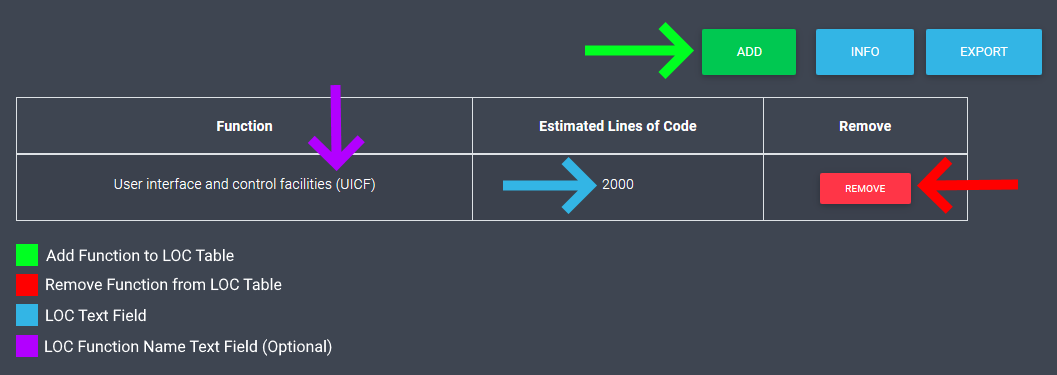 ADD INFO EXPORT
Function Estimated Lines of Code Remove
User interface and control facilities (UICF) 2000 REMOVE
Add Function to LOC Table
Remove Function from LOC Table
LOC Text Field
LOC Function Name Text Field (Optional)